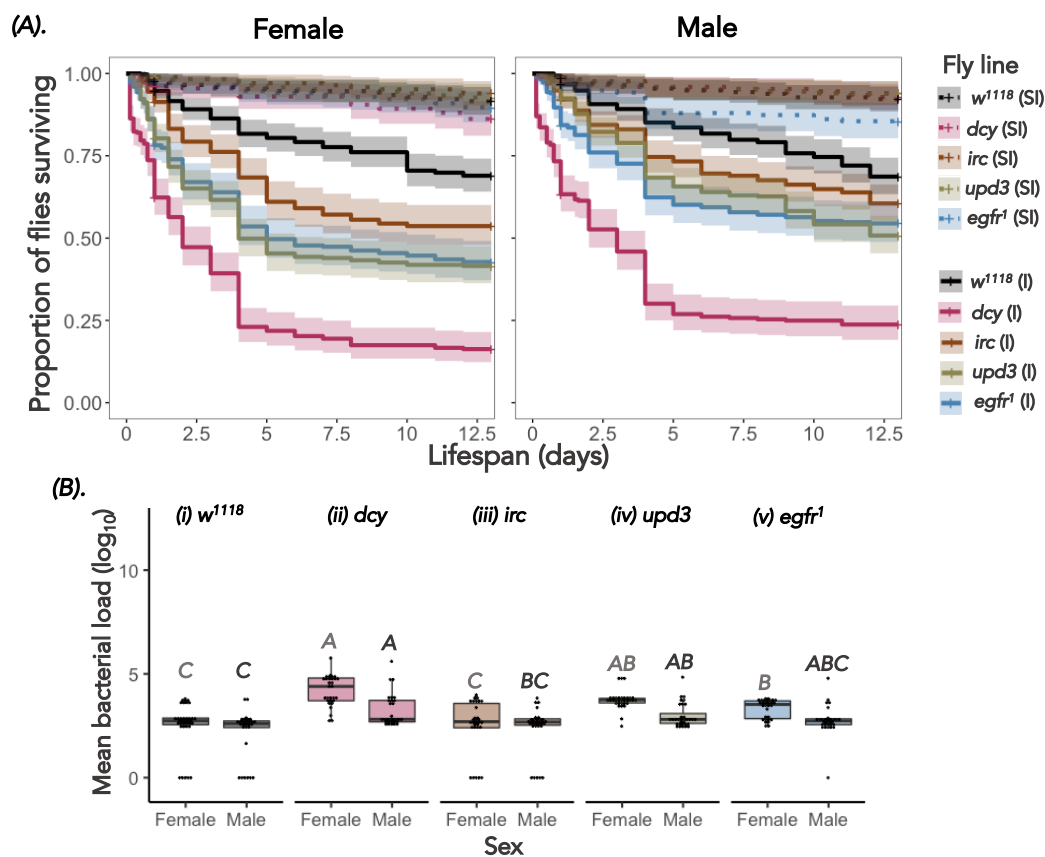 (A).
Female
Male
Proportion of flies surviving
1.00
0.75
0.50
0.25
0.00
0 2.5 5 7.5 10 12.5
0 2.5 5 7.5 10 12.5
Lifespan (days)
Fly line
w1118 (SI)
dcy (SI)
irc (SI)
upd3 (SI)
egfr1 (SI)
w1118 (I)
dcy (I)
irc (I)
upd3 (I)
egfr1 (I)
(B).
(i) w1118
(ii) dcy
(iii) irc
(iv) upd3
(v) egfr1
Mean bacterial load (log10)
10
5
0
C C
A A
C BC
AB AB
B ABC
Female Male
Female Male
Female Male
Female Male
Female Male
Sex